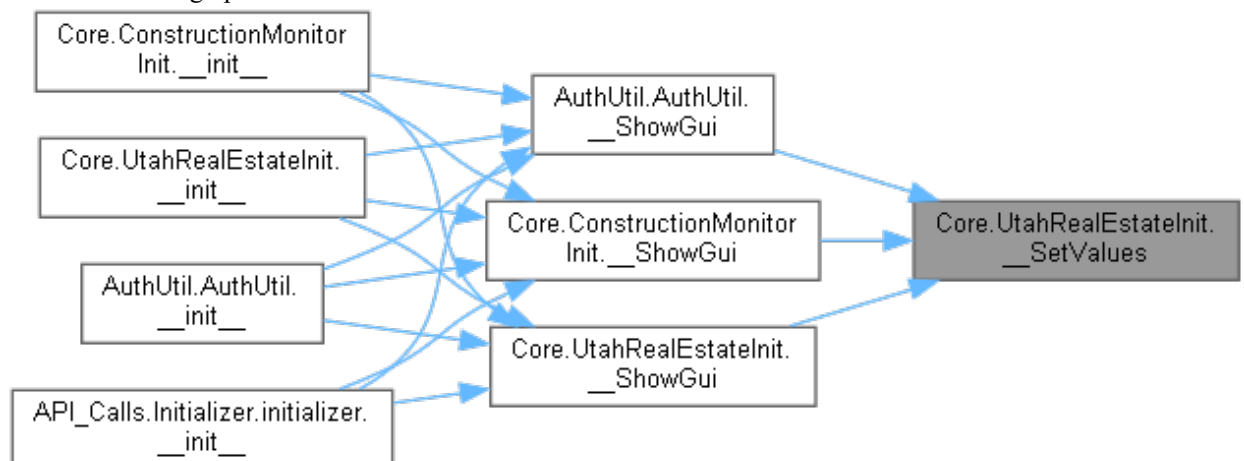 Core.ConstructionMonitor
Init.__init__
AuthUtil.AuthUtil.
__ShowGui
Core.UtahRealEstateInit.
__init__
Core.ConstructionMonitor
Init.__ShowGui
Core.UtahRealEstateInit.
__SetValues
AuthUtil.AuthUtil.
__init__
Core.UtahRealEstateInit.
__ShowGui
API_Calls.Initializer.initializer.
__init__